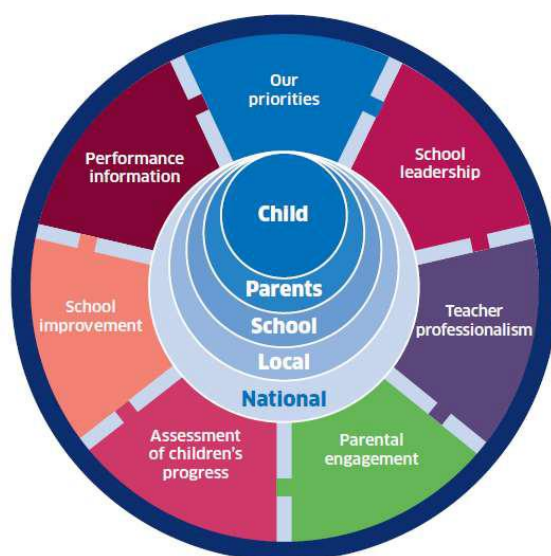 Our
priorities
School
leadership
Teacher
professionalism
Parental
engagement
Assessment
of children's
progress
School
improvement
Performance
information
Child
Parents
School
Local
National